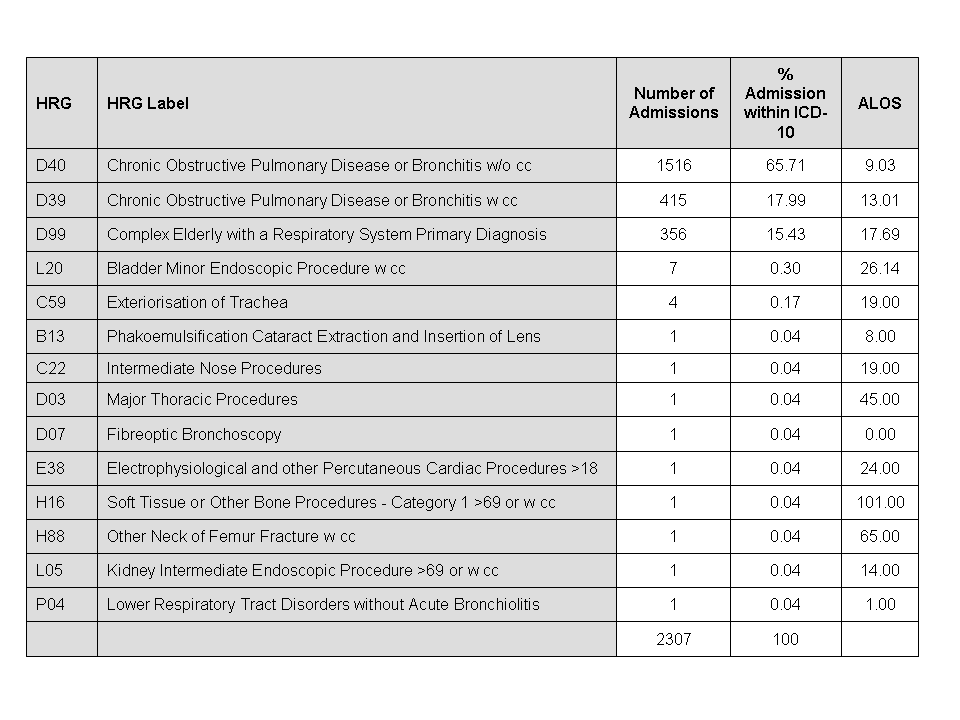 HRG HRG Label Number of Admissions % Admission within ICD-10 ALOS
D40 Chronic Obstructive Pulmonary Disease or Bronchitis w/o cc 1516 65.71 9.03
D39 Chronic Obstructive Pulmonary Disease or Bronchitis w cc 415 17.99 13.01
D99 Complex Elderly with a Respiratory System Primary Diagnosis 356 15.43 17.69
L20 Bladder Minor Endoscopic Procedure w cc 7 0.30 26.14
C59 Exteriorisation of Trachea 4 0.17 19.00
B13 Phakoemulsification Cataract Extraction and Insertion of Lens 1 0.04 8.00
C22 Intermediate Nose Procedures 1 0.04 19.00
D03 Major Thoracic Procedures 1 0.04 45.00
D07 Fibreoptic Bronchoscopy 1 0.04 0.00
E38 Electrophysiological and other Percutaneous Cardiac Procedures >18 1 0.04 24.00
H16 Soft Tissue or Other Bone Procedures - Category 1 >69 or w cc 1 0.04 101.00
H88 Other Neck of Femur Fracture w cc 1 0.04 65.00
L05 Kidney Intermediate Endoscopic Procedure >69 or w cc 1 0.04 14.00
P04 Lower Respiratory Tract Disorders without Acute Bronchiolitis 1 0.04 1.00
2307 100